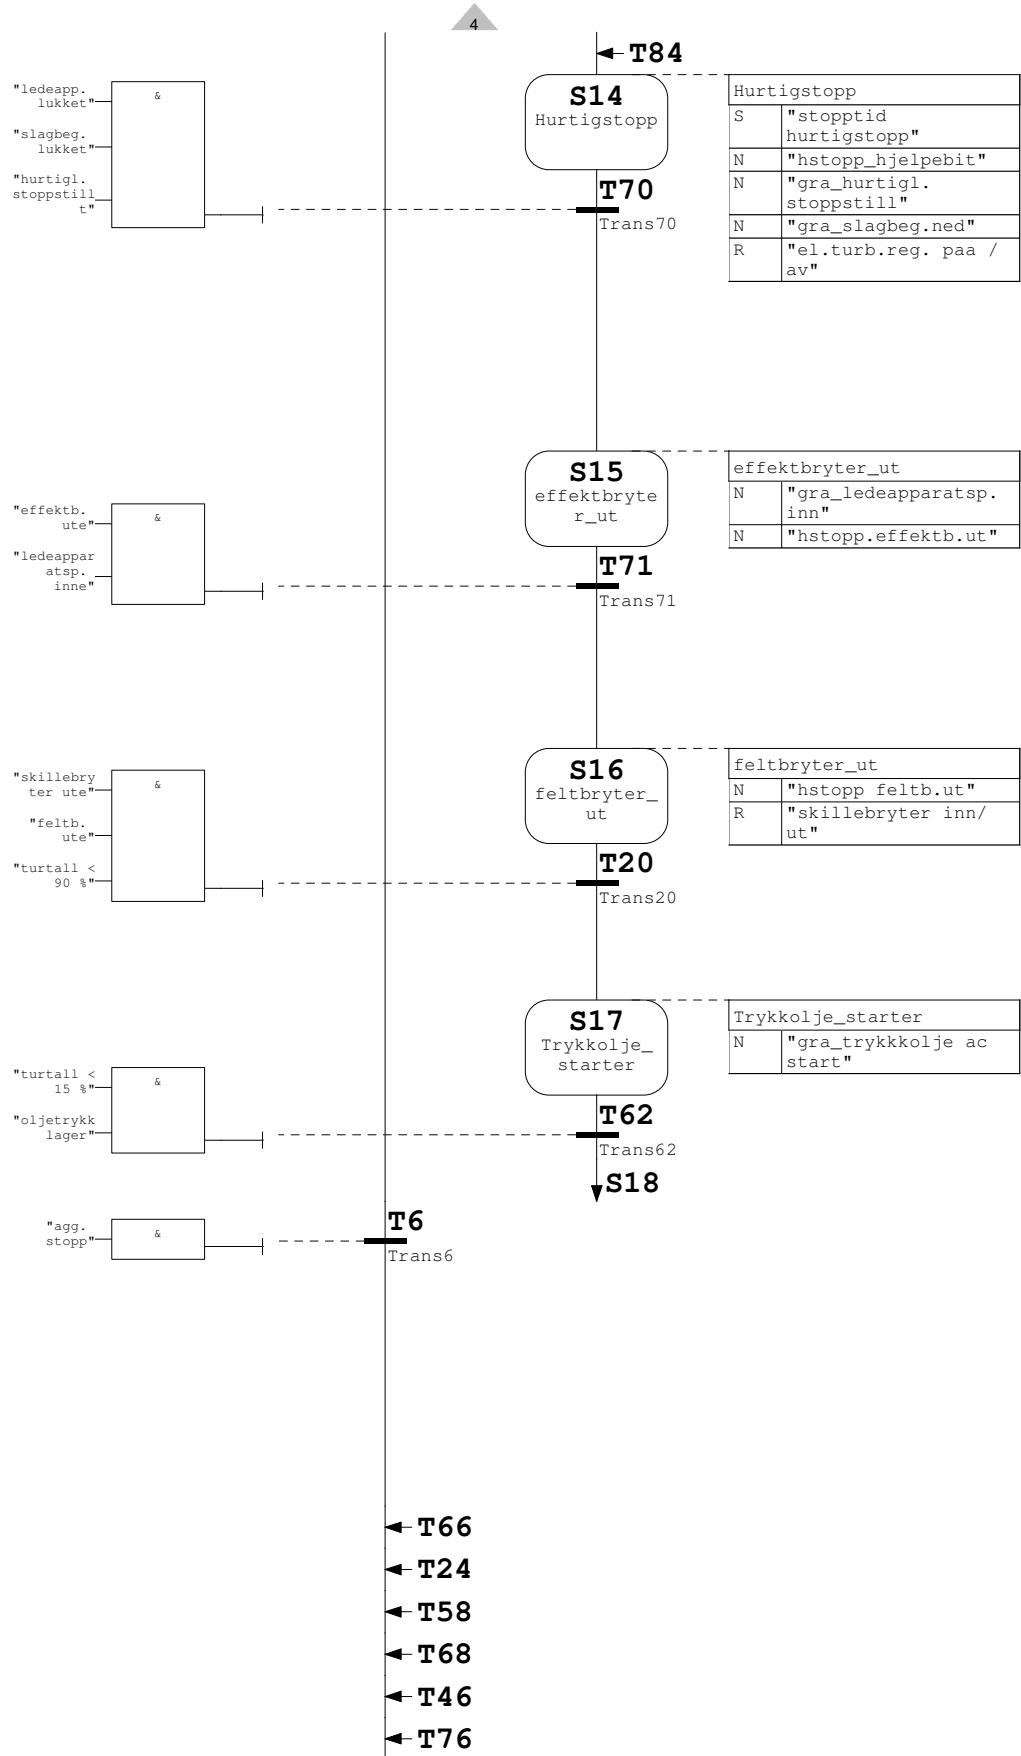 4
T84
"ledeapp.
lukket"
"slagbeg.
lukket"
"hurtigl.
stoppstill
t"
&
S14
Hurtigstopp
T70
Trans70
Hurtigstopp
S "stopptid
hurtigstopp"
N "hstopp_hjelpebit"
N "gra_hurtigl.
stoppstill"
N "gra_slagbeg.ned"
R "el.turb.reg. paa /
av"
"effektb.
ute"
"ledeappar
atsp.
inne"
&
S15
effektbryte
r_ut
T71
Trans71
effektbryter_ut
N "gra_ledeapparatsp.
inn"
N "hstopp.effektb.ut"
"skillebry
ter ute"
"feltb.
ute"
"turtall <
90 %"
&
S16
feltbryter_
ut
T20
Trans20
feltbryter_ut
N "hstopp feltb.ut"
R "skillebryter inn/
ut"
"turtall <
15 %"
"oljetrykk
lager"
&
S17
Trykkolje_
starter
T62
Trans62
S18
Trykkolje_starter
N "gra_trykkkolje ac
start"
"agg.
stopp"
&
T6
Trans6
T66
T24
T58
T68
T46
T76